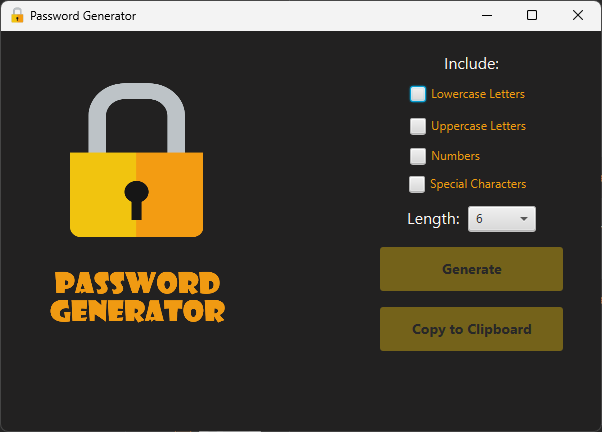 Password Generator
PASSWORD
GENERATOR
Include:
Lowercase Letters
Uppercase Letters
Numbers
Special Characters
Length: 6
Generate
Copy to Clipboard